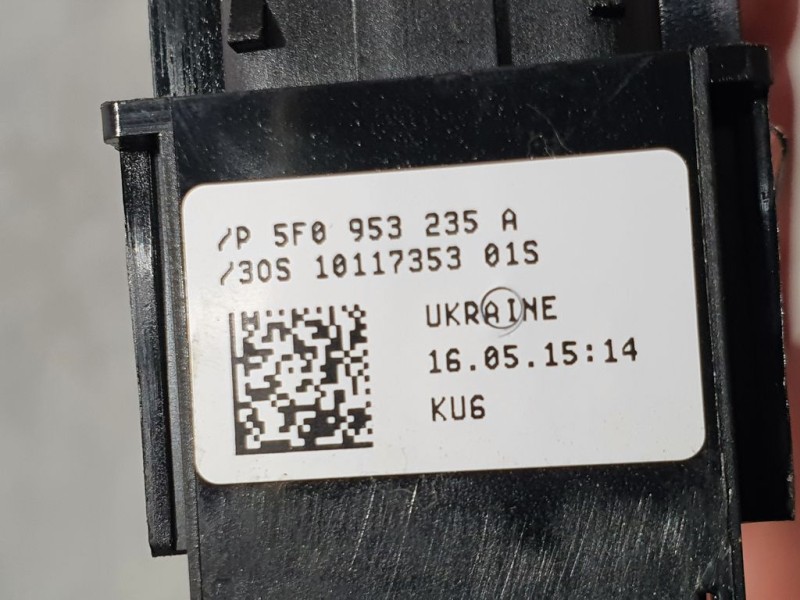 /P 5F0 953 235 A
/30S 10117353 01S
UKRAINE
16.05.15:14
KU6